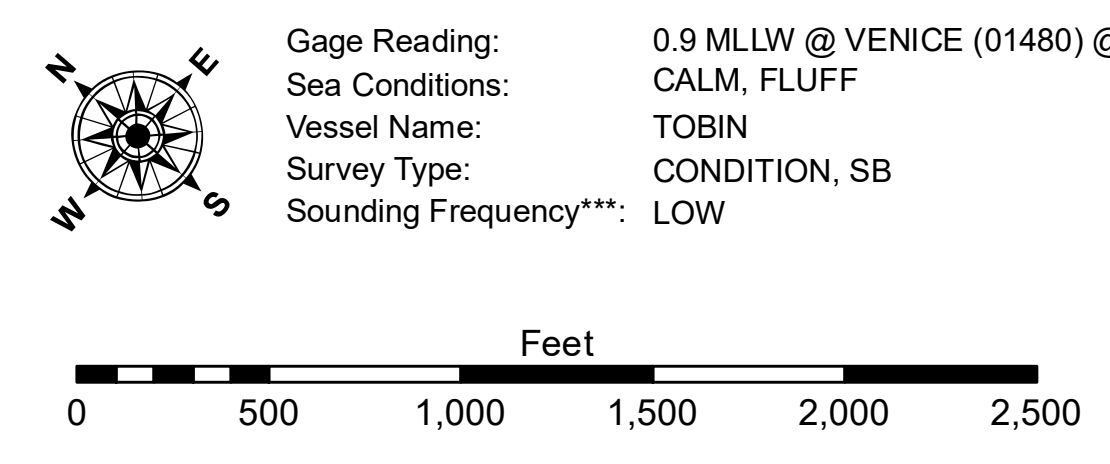 N E
W S
Gage Reading: 0.9 MLLW @ VENICE (01480) @
Sea Conditions: CALM, FLUFF
Vessel Name: TOBIN
Survey Type: CONDITION, SB
Sounding Frequency***: LOW
Feet
0 500 1,000 1,500 2,000 2,500